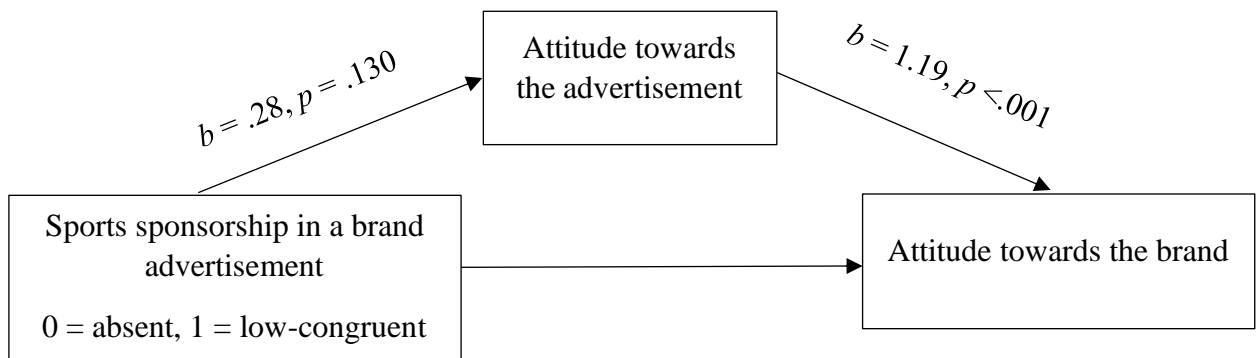 Attitude towards
the advertisement
b = .28, p = .130
b = 1.19, p <.001
Sports sponsorship in a brand
advertisement
0 = absent, 1 = low-congruent
Attitude towards the brand